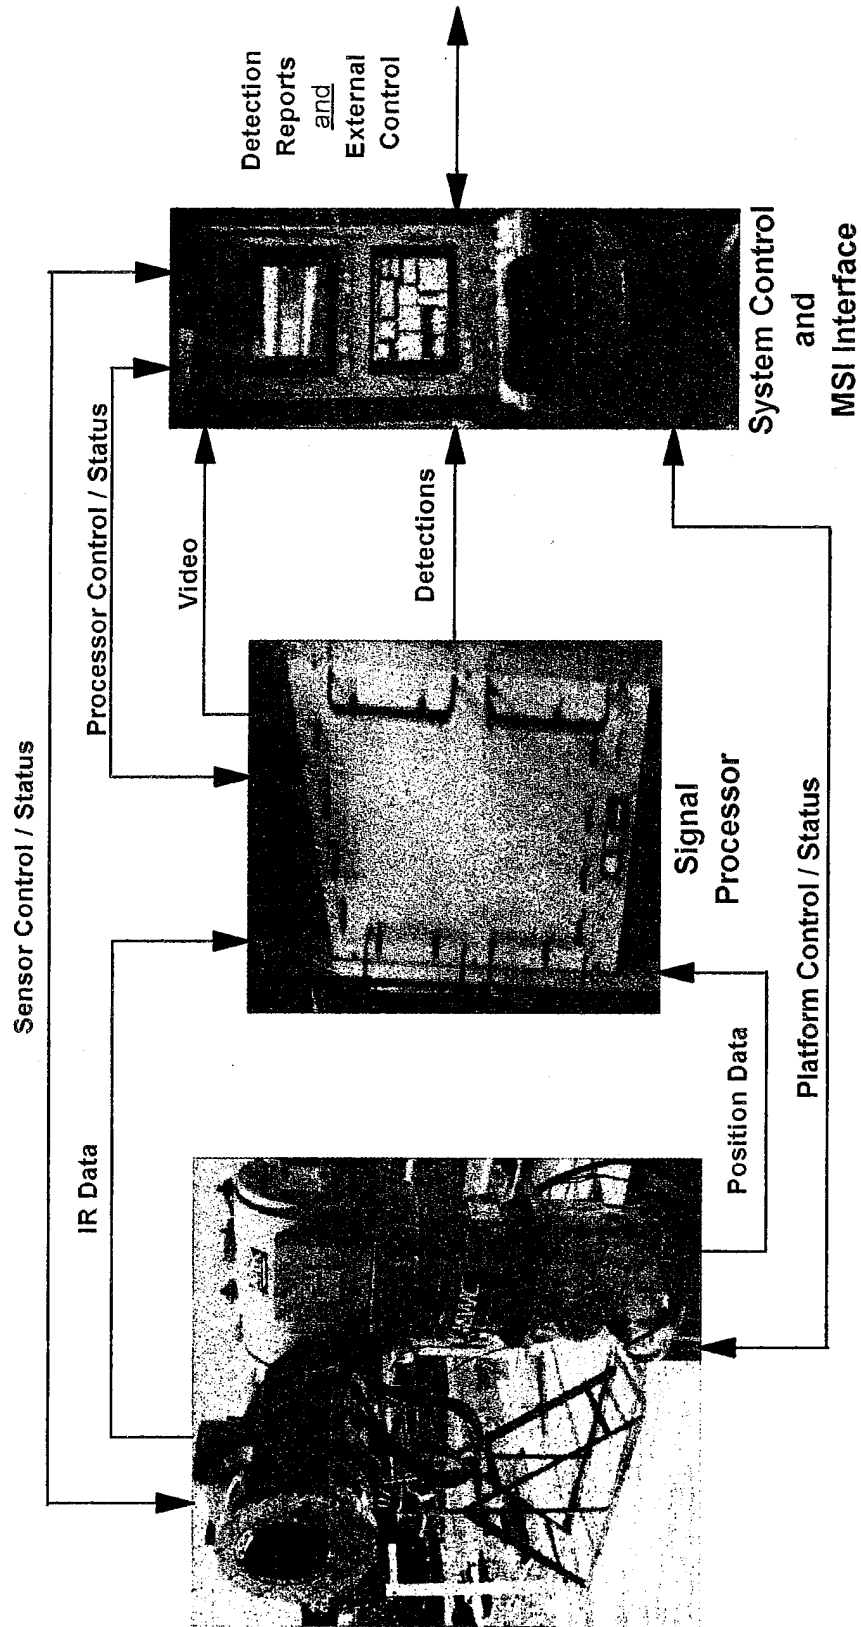 Sensor Control / Status
IR Data
Processor Control / Status
Video
Detections
Detection
Reports
and
External
Control
Signal
Processor
System Control
and
MSI Interface
Position Data
Platform Control / Status